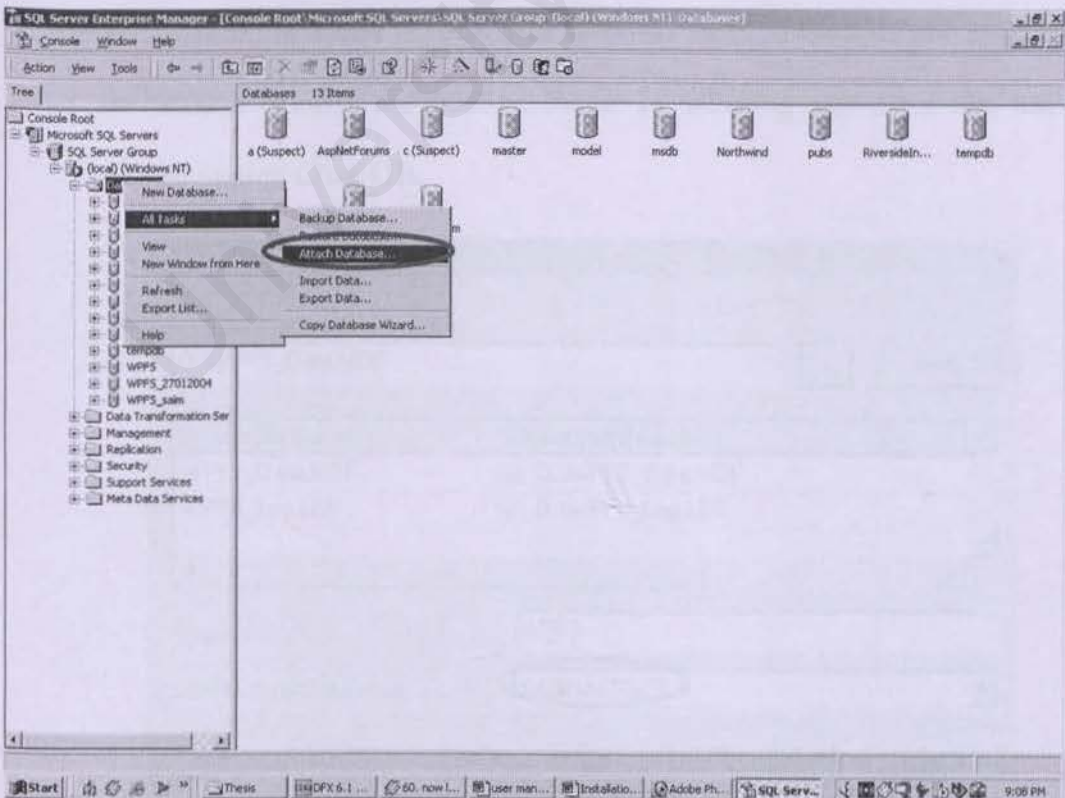 SQL Server Enterprise Manager - [Console Root\Microsoft SQL Servers\SQL Server Group\(local) (Windows NT)\Databases]
Console Window Help
Action View Tools
Tree
Databases 13 Items
Console Root
Microsoft SQL Servers
SQL Server Group
(local) (Windows NT)
a (Suspect) AspNetForums c (Suspect) master model msdb Northwind pubs RiversideIn... tempdb
New Database...
All Tasks
View
New Window from Here
Refresh
Export List...
Help
Backup Database...
Restore Database...
Attach Database...
Import Data...
Export Data...
Copy Database Wizard...
tempdb
WPFS
WPFS_27012004
WPFS_saim
Data Transformation Ser
Management
Replication
Security
Support Services
Meta Data Services
University
Start Thesis DFX 6.1 ... 60. now l... user man... Installatio... Adobe Ph... SQL Serv... 9:08 PM